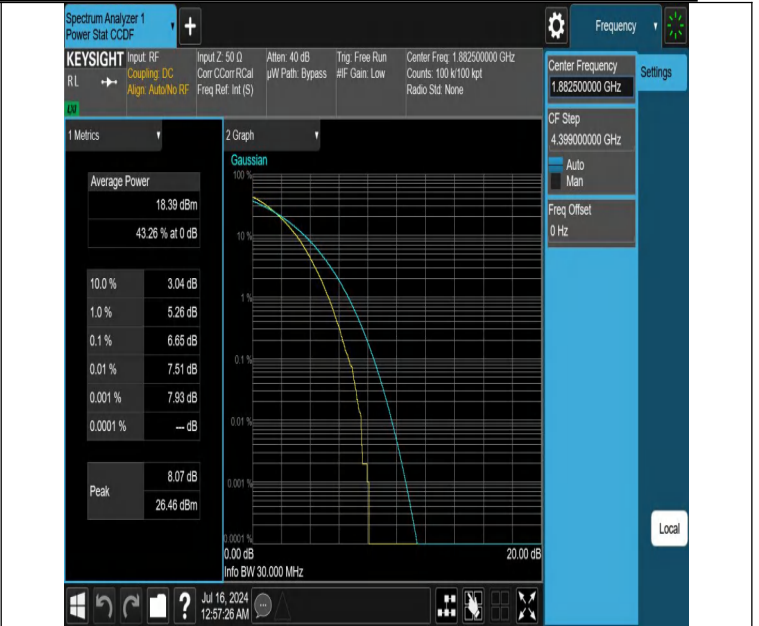 Spectrum Analyzer 1
Power Stat CCDF
Frequency
KEYSIGHT
RL
Input: RF
Coupling: DC
Align: Auto/No RF
Input Z: 50 Ω
Corr CCorr RCal
Freq Ref: Int (S)
Atten: 40 dB
µW Path: Bypass
Trig: Free Run
#IF Gain: Low
Center Freq: 1.882500000 GHz
Counts: 100 k/100 kpt
Radio Std: None
Center Frequency
1.882500000 GHz
Settings
CF Step
4.399000000 GHz
Auto
Man
Freq Offset
0 Hz
1 Metrics
Average Power
18.39 dBm
43.26 % at 0 dB
10.0 % 3.04 dB
1.0 % 5.26 dB
0.1 % 6.65 dB
0.01 % 7.51 dB
0.001 % 7.93 dB
0.0001 % --- dB
Peak
8.07 dB
26.46 dBm
2 Graph
Gaussian
100 %
10 %
1 %
0.1 %
0.01 %
0.001 %
0.0001 %
0.00 dB 20.00 dB
Info BW 30.000 MHz
Local
?
Jul 16, 2024
12:57:26 AM